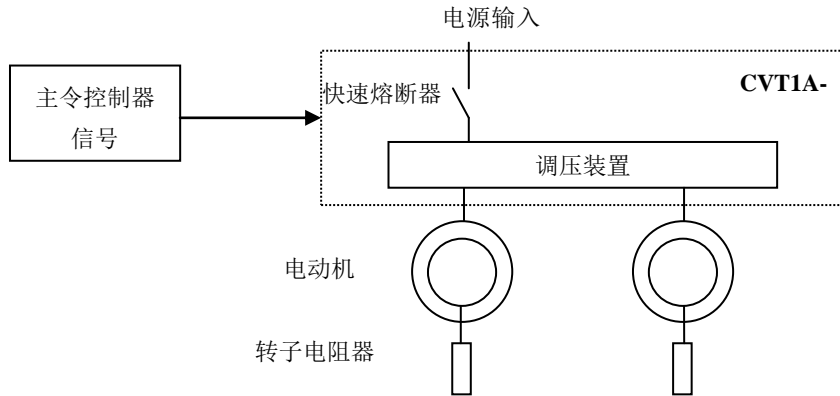 电源输入
主令控制器
信号
快速熔断器
CVT1A-
调压装置
电动机
转子电阻器